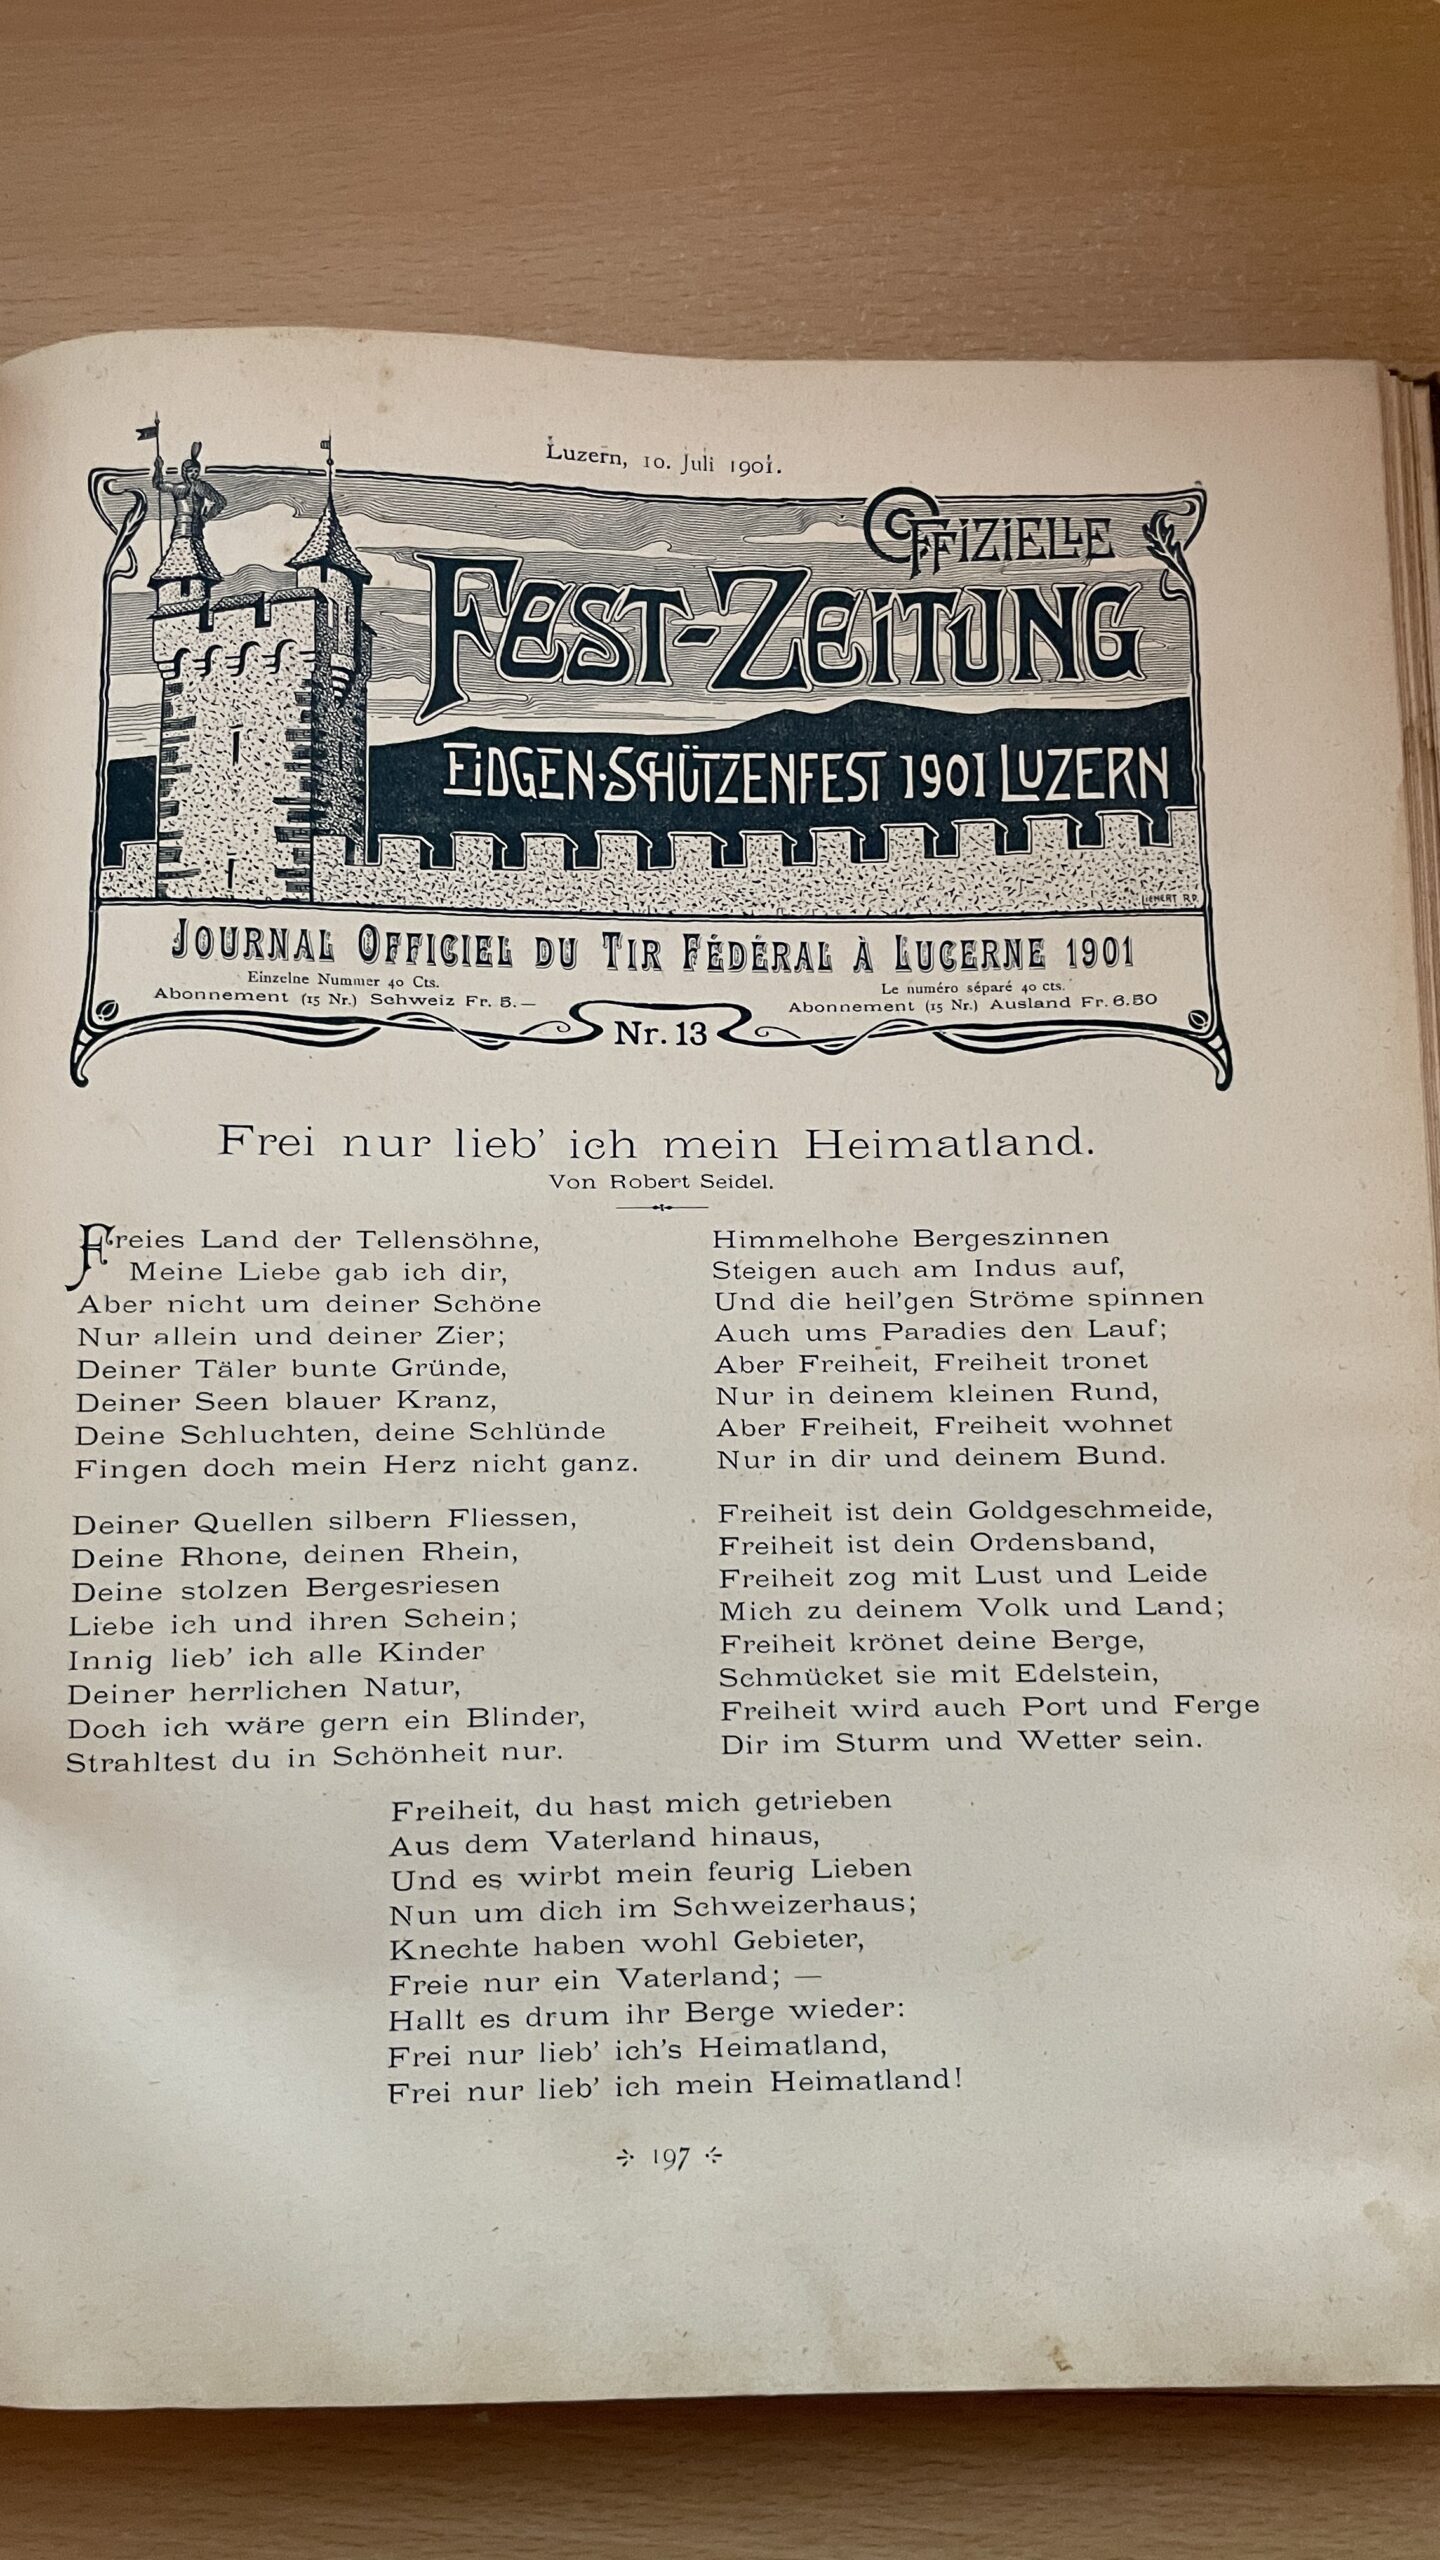 Luzern, 10. Juli 1901.
OFFIZIELLE
FEST-ZEITUNG
EIDGEN·SCHÜTZENFEST 1901 LUZERN
LIENERT R.P.
JOURNAL OFFICIEL DU TIR FÉDÉRAL À LUCERNE 1901
Einzelne Nummer 40 Cts.
Abonnement (15 Nr.) Schweiz Fr. 5.—
Le numéro séparé 40 cts.
Abonnement (15 Nr.) Ausland Fr. 6.50
Nr. 13
Frei nur lieb’ ich mein Heimatland.
Von Robert Seidel.
Freies Land der Tellensöhne,
Meine Liebe gab ich dir,
Aber nicht um deiner Schöne
Nur allein und deiner Zier;
Deiner Täler bunte Gründe,
Deiner Seen blauer Kranz,
Deine Schluchten, deine Schlünde
Fingen doch mein Herz nicht ganz.
Deiner Quellen silbern Fliessen,
Deine Rhone, deinen Rhein,
Deine stolzen Bergesriesen
Liebe ich und ihren Schein;
Innig lieb’ ich alle Kinder
Deiner herrlichen Natur,
Doch ich wäre gern ein Blinder,
Strahltest du in Schönheit nur.
Himmelhohe Bergeszinnen
Steigen auch am Indus auf,
Und die heil’gen Ströme spinnen
Auch ums Paradies den Lauf;
Aber Freiheit, Freiheit tronet
Nur in deinem kleinen Rund,
Aber Freiheit, Freiheit wohnet
Nur in dir und deinem Bund.
Freiheit ist dein Goldgeschmeide,
Freiheit ist dein Ordensband,
Freiheit zog mit Lust und Leide
Mich zu deinem Volk und Land;
Freiheit krönet deine Berge,
Schmücket sie mit Edelstein,
Freiheit wird auch Port und Ferge
Dir im Sturm und Wetter sein.
Freiheit, du hast mich getrieben
Aus dem Vaterland hinaus,
Und es wirbt mein feurig Lieben
Nun um dich im Schweizerhaus;
Knechte haben wohl Gebieter,
Freie nur ein Vaterland; —
Hallt es drum ihr Berge wieder:
Frei nur lieb’ ich’s Heimatland,
Frei nur lieb’ ich mein Heimatland!
197